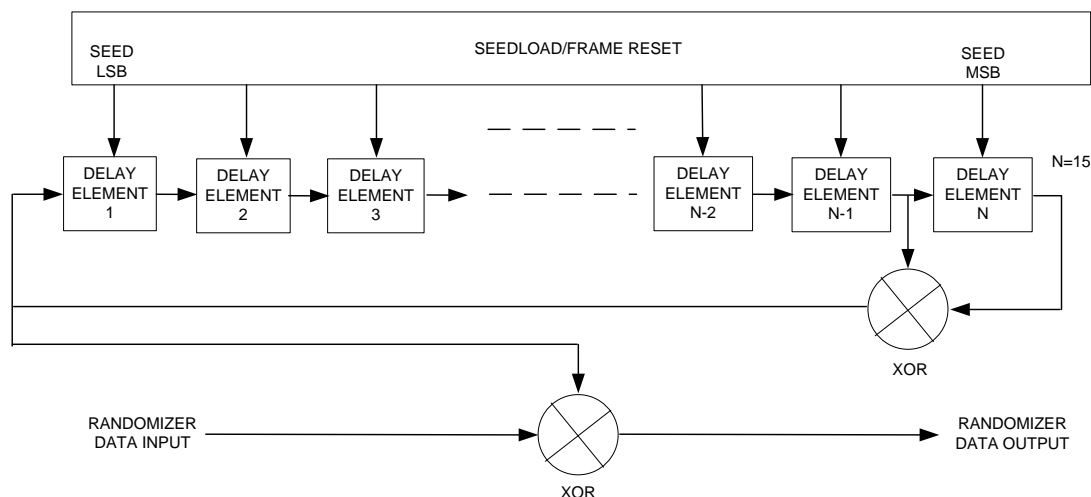 SEEDLOAD/FRAME RESET
SEED
LSB
SEED
MSB
DELAY
ELEMENT
1
DELAY
ELEMENT
2
DELAY
ELEMENT
3
DELAY
ELEMENT
N-2
DELAY
ELEMENT
N-1
DELAY
ELEMENT
N
N=15
XOR
RANDOMIZER
DATA INPUT
RANDOMIZER
DATA OUTPUT
XOR